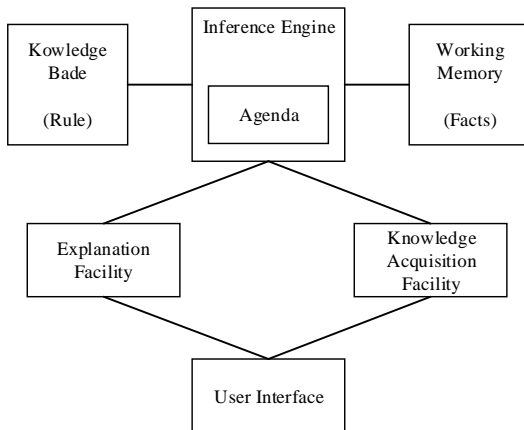 Kowledge
Bade
(Rule)
Inference Engine
Agenda
Working
Memory
(Facts)
Explanation
Facility
Knowledge
Acquisition
Facility
User Interface